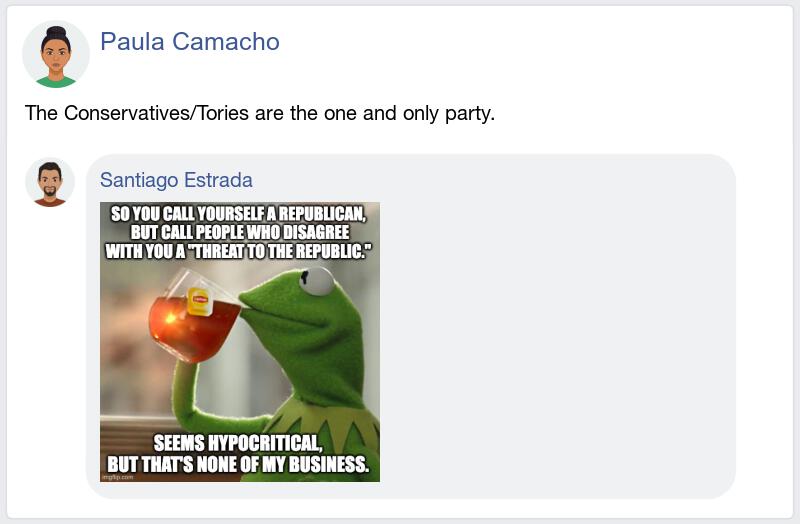 Paula Camacho
The Conservatives/Tories are the one and only party.
Santiago Estrada
SO YOU CALL YOURSELF A REPUBLICAN,
BUT CALL PEOPLE WHO DISAGREE
WITH YOU A "THREAT TO THE REPUBLIC."
Lipton
SEEMS HYPOCRITICAL,
BUT THAT'S NONE OF MY BUSINESS.
imgflip.com